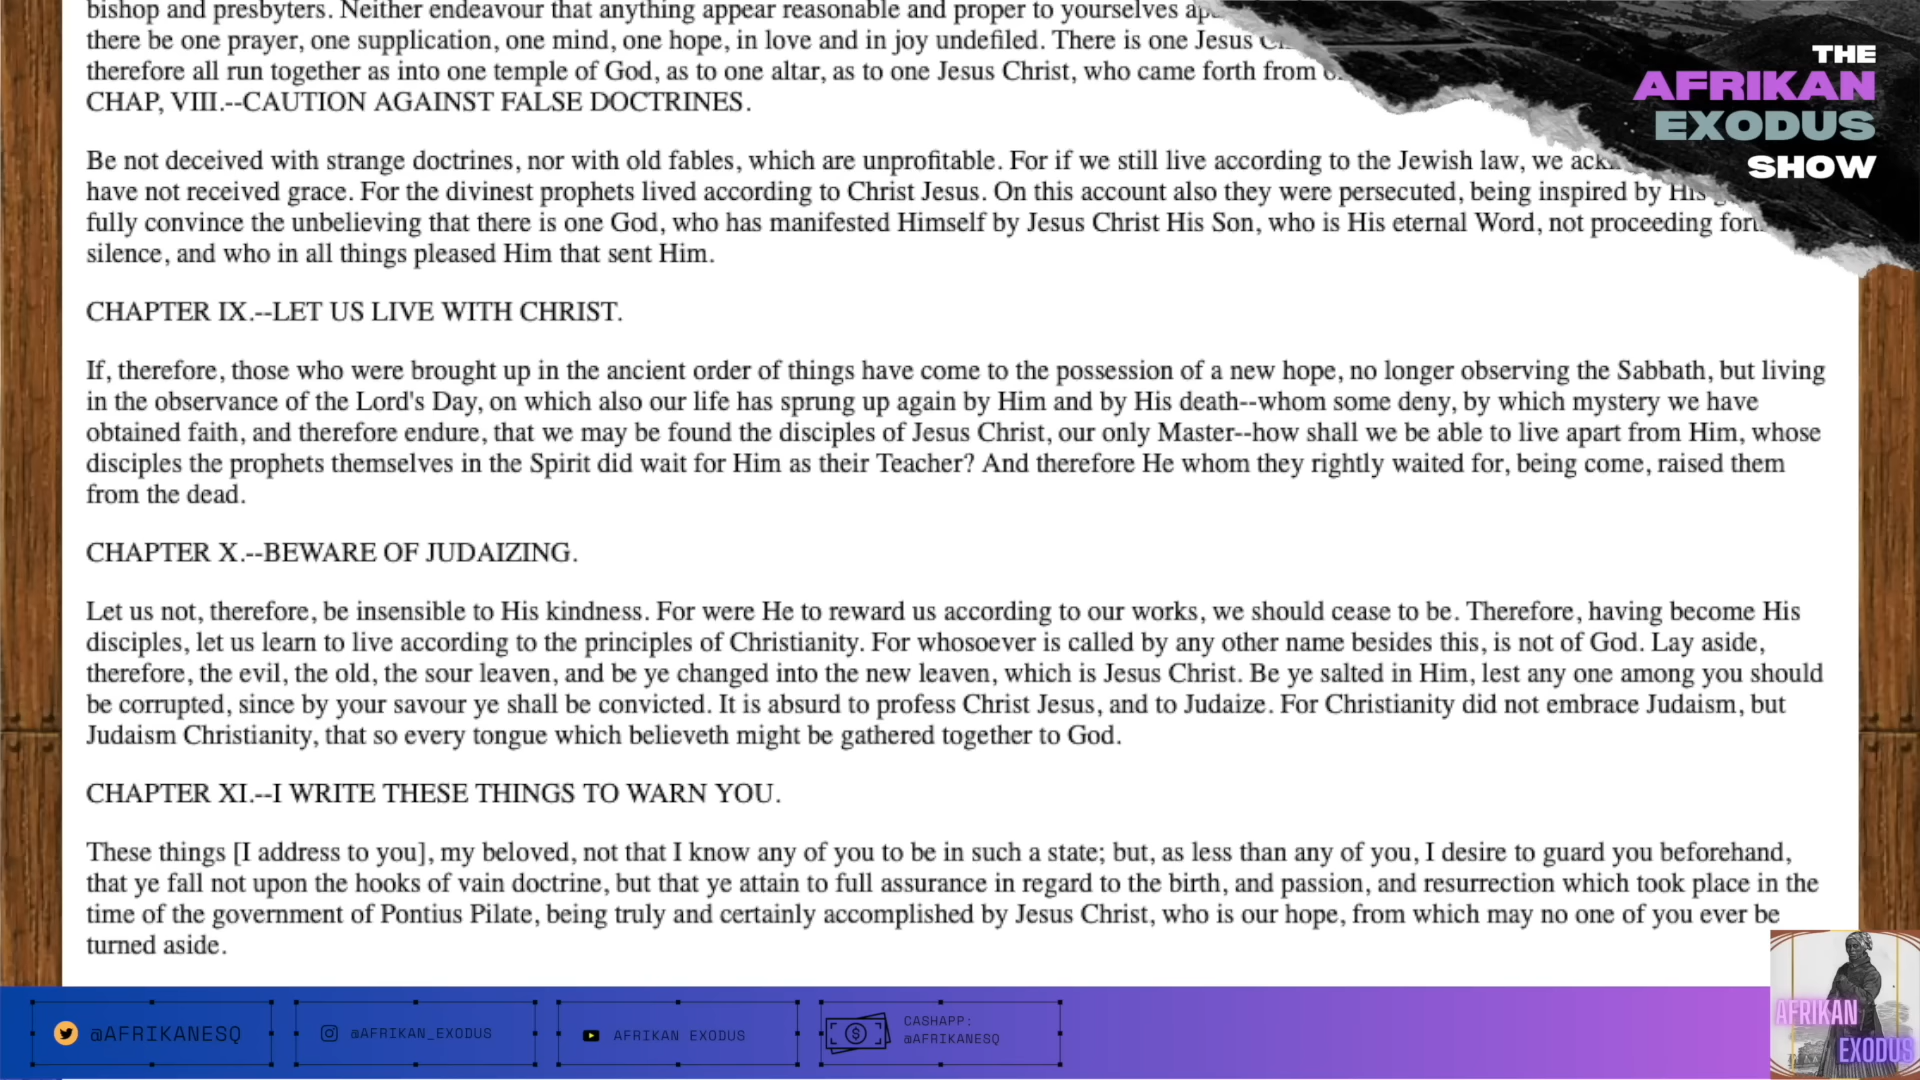 bishop and presbyters. Neither endeavour that anything appear reasonable and proper to yourselves
there be one prayer, one supplication, one mind, one hope, in love and in joy undefiled. There is one Jesus
therefore all run together as into one temple of God, as to one altar, as to one Jesus Christ, who came forth from
CHAP, VIII.--CAUTION AGAINST FALSE DOCTRINES.
Be not deceived with strange doctrines, nor with old fables, which are unprofitable. For if we still live according to the Jewish law, we
have not received grace. For the divinest prophets lived according to Christ Jesus. On this account also they were persecuted, being inspired by His
fully convince the unbelieving that there is one God, who has manifested Himself by Jesus Christ His Son, who is His eternal Word, not proceeding
silence, and who in all things pleased Him that sent Him.
CHAPTER IX.--LET US LIVE WITH CHRIST.
If, therefore, those who were brought up in the ancient order of things have come to the possession of a new hope, no longer observing the Sabbath, but living
in the observance of the Lord's Day, on which also our life has sprung up again by Him and by His death--whom some deny, by which mystery we have
obtained faith, and therefore endure, that we may be found the disciples of Jesus Christ, our only Master--how shall we be able to live apart from Him, whose
disciples the prophets themselves in the Spirit did wait for Him as their Teacher? And therefore He whom they rightly waited for, being come, raised them
from the dead.
CHAPTER X.--BEWARE OF JUDAIZING.
Let us not, therefore, be insensible to His kindness. For were He to reward us according to our works, we should cease to be. Therefore, having become His
disciples, let us learn to live according to the principles of Christianity. For whosoever is called by any other name besides this, is not of God. Lay aside,
therefore, the evil, the old, the sour leaven, and be ye changed into the new leaven, which is Jesus Christ. Be ye salted in Him, lest any one among you should
be corrupted, since by your savour ye shall be convicted. It is absurd to profess Christ Jesus, and to Judaize. For Christianity did not embrace Judaism, but
Judaism Christianity, that so every tongue which believeth might be gathered together to God.
CHAPTER XI.--I WRITE THESE THINGS TO WARN YOU.
These things [I address to you], my beloved, not that I know any of you to be in such a state; but, as less than any of you, I desire to guard you beforehand,
that ye fall not upon the hooks of vain doctrine, but that ye attain to full assurance in regard to the birth, and passion, and resurrection which took place in the
time of the government of Pontius Pilate, being truly and certainly accomplished by Jesus Christ, who is our hope, from which may no one of you ever be
turned aside.
THE
AFRIKAN
EXODUS
SHOW
@AFRIKANESQ
@AFRIKAN_EXODUS
AFRIKAN EXODUS
CASHAPP:
@AFRIKANESQ
AFRIKAN
EXODUS